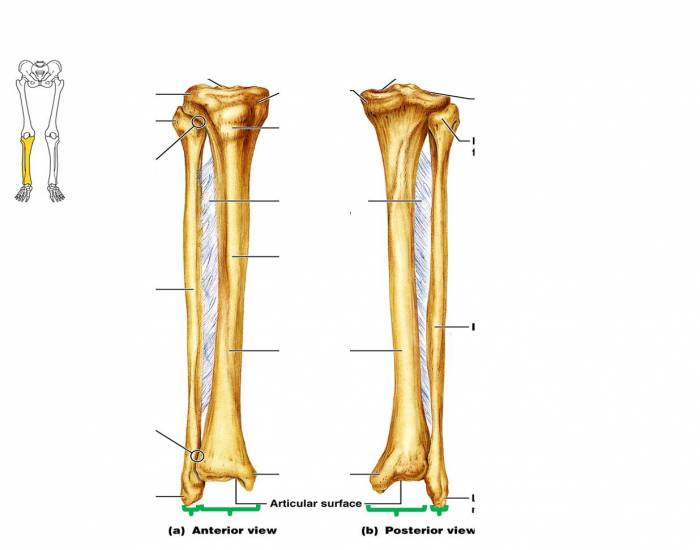 Articular surface
(a) Anterior view
(b) Posterior view